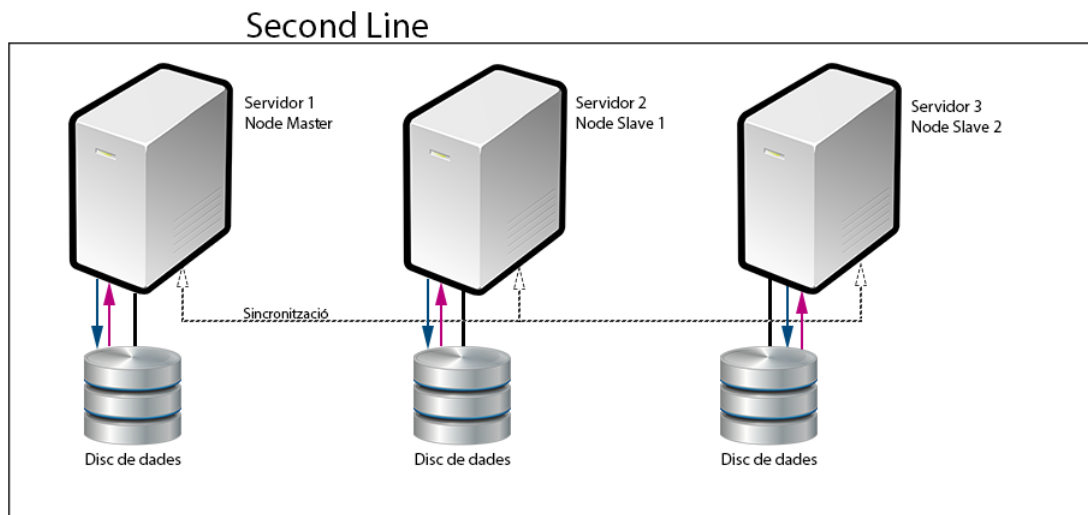 Second Line
Servidor 1
Node Master
Servidor 2
Node Slave 1
Servidor 3
Node Slave 2
Sincronització
Disc de dades
Disc de dades
Disc de dades